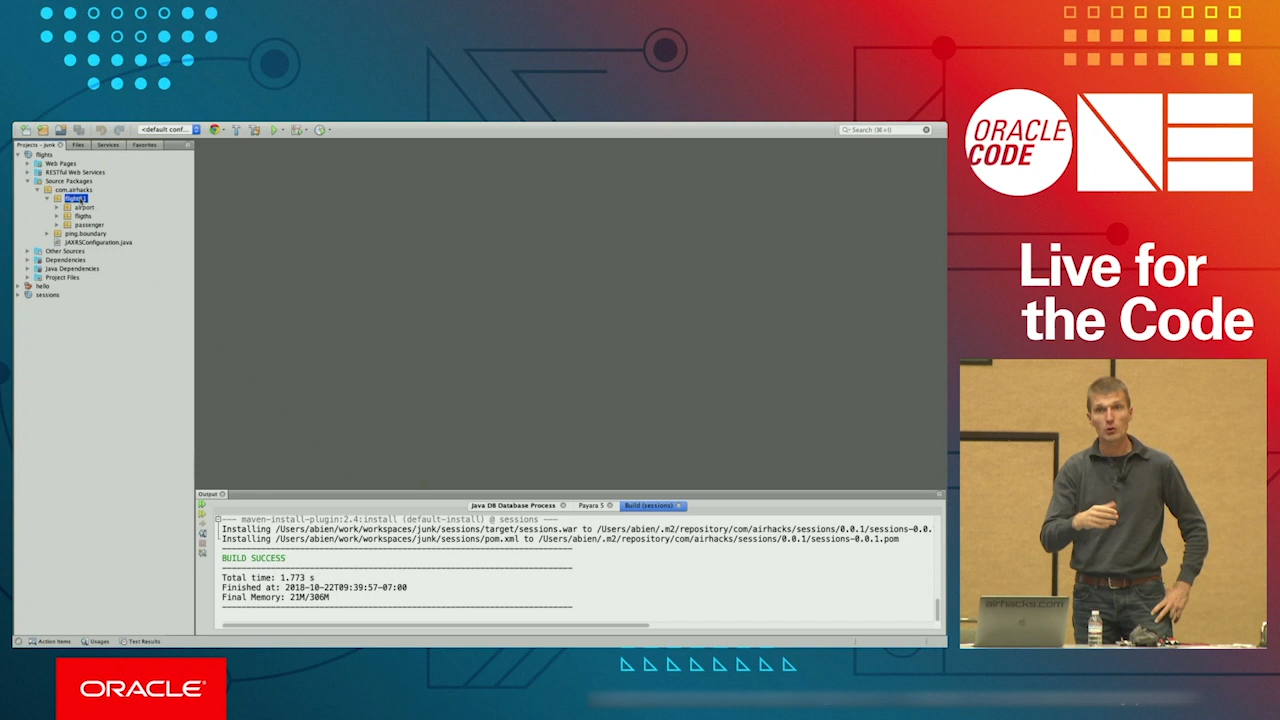 <default conf...
Search (⌘+I)
Projects - junk
Files
Services
Favorites
flights
Web Pages
RESTful Web Services
Source Packages
com.airhacks
airport
fligths
passenger
ping.boundary
JAXRSConfiguration.java
Other Sources
Dependencies
Java Dependencies
Project Files
hello
sessions
Output
Java DB Database Process
Payara 5
Build (sessions)
--- maven-install-plugin:2.4:install (default-install) @ sessions ---
Installing /Users/abien/work/workspaces/junk/sessions/target/sessions.war to /Users/abien/.m2/repository/com/airhacks/sessions/0.0.1/sessions-0.0.
Installing /Users/abien/work/workspaces/junk/sessions/pom.xml to /Users/abien/.m2/repository/com/airhacks/sessions/0.0.1/sessions-0.0.1.pom
BUILD SUCCESS
Total time: 1.773 s
Finished at: 2018-10-22T09:39:57-07:00
Final Memory: 21M/306M
Action Items
Usages
Test Results
ORACLE
CODE
ONE
Live for
the Code
airhacks.com
ORACLE®